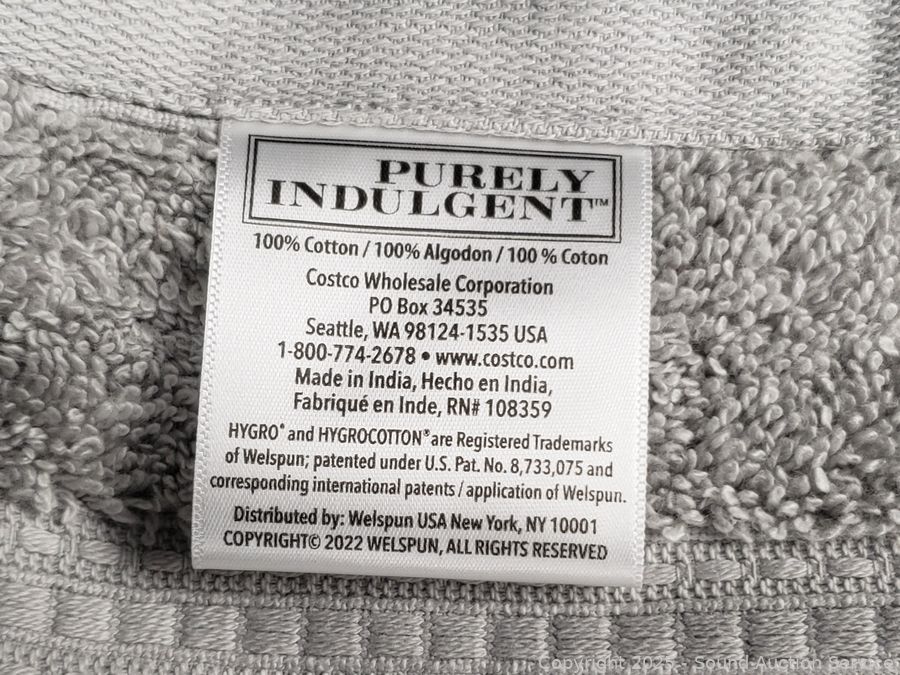 PURELY
INDULGENT™
100% Cotton / 100% Algodon / 100 % Coton
Costco Wholesale Corporation
PO Box 34535
Seattle, WA 98124-1535 USA
1-800-774-2678 • www.costco.com
Made in India, Hecho en India,
Fabriqué en Inde, RN# 108359
HYGRO® and HYGROCOTTON® are Registered Trademarks
of Welspun; patented under U.S. Pat. No. 8,733,075 and
corresponding international patents / application of Welspun.
Distributed by: Welspun USA New York, NY 10001
COPYRIGHT© 2022 WELSPUN, ALL RIGHTS RESERVED
Copyright 2025 - Sound Auction Service